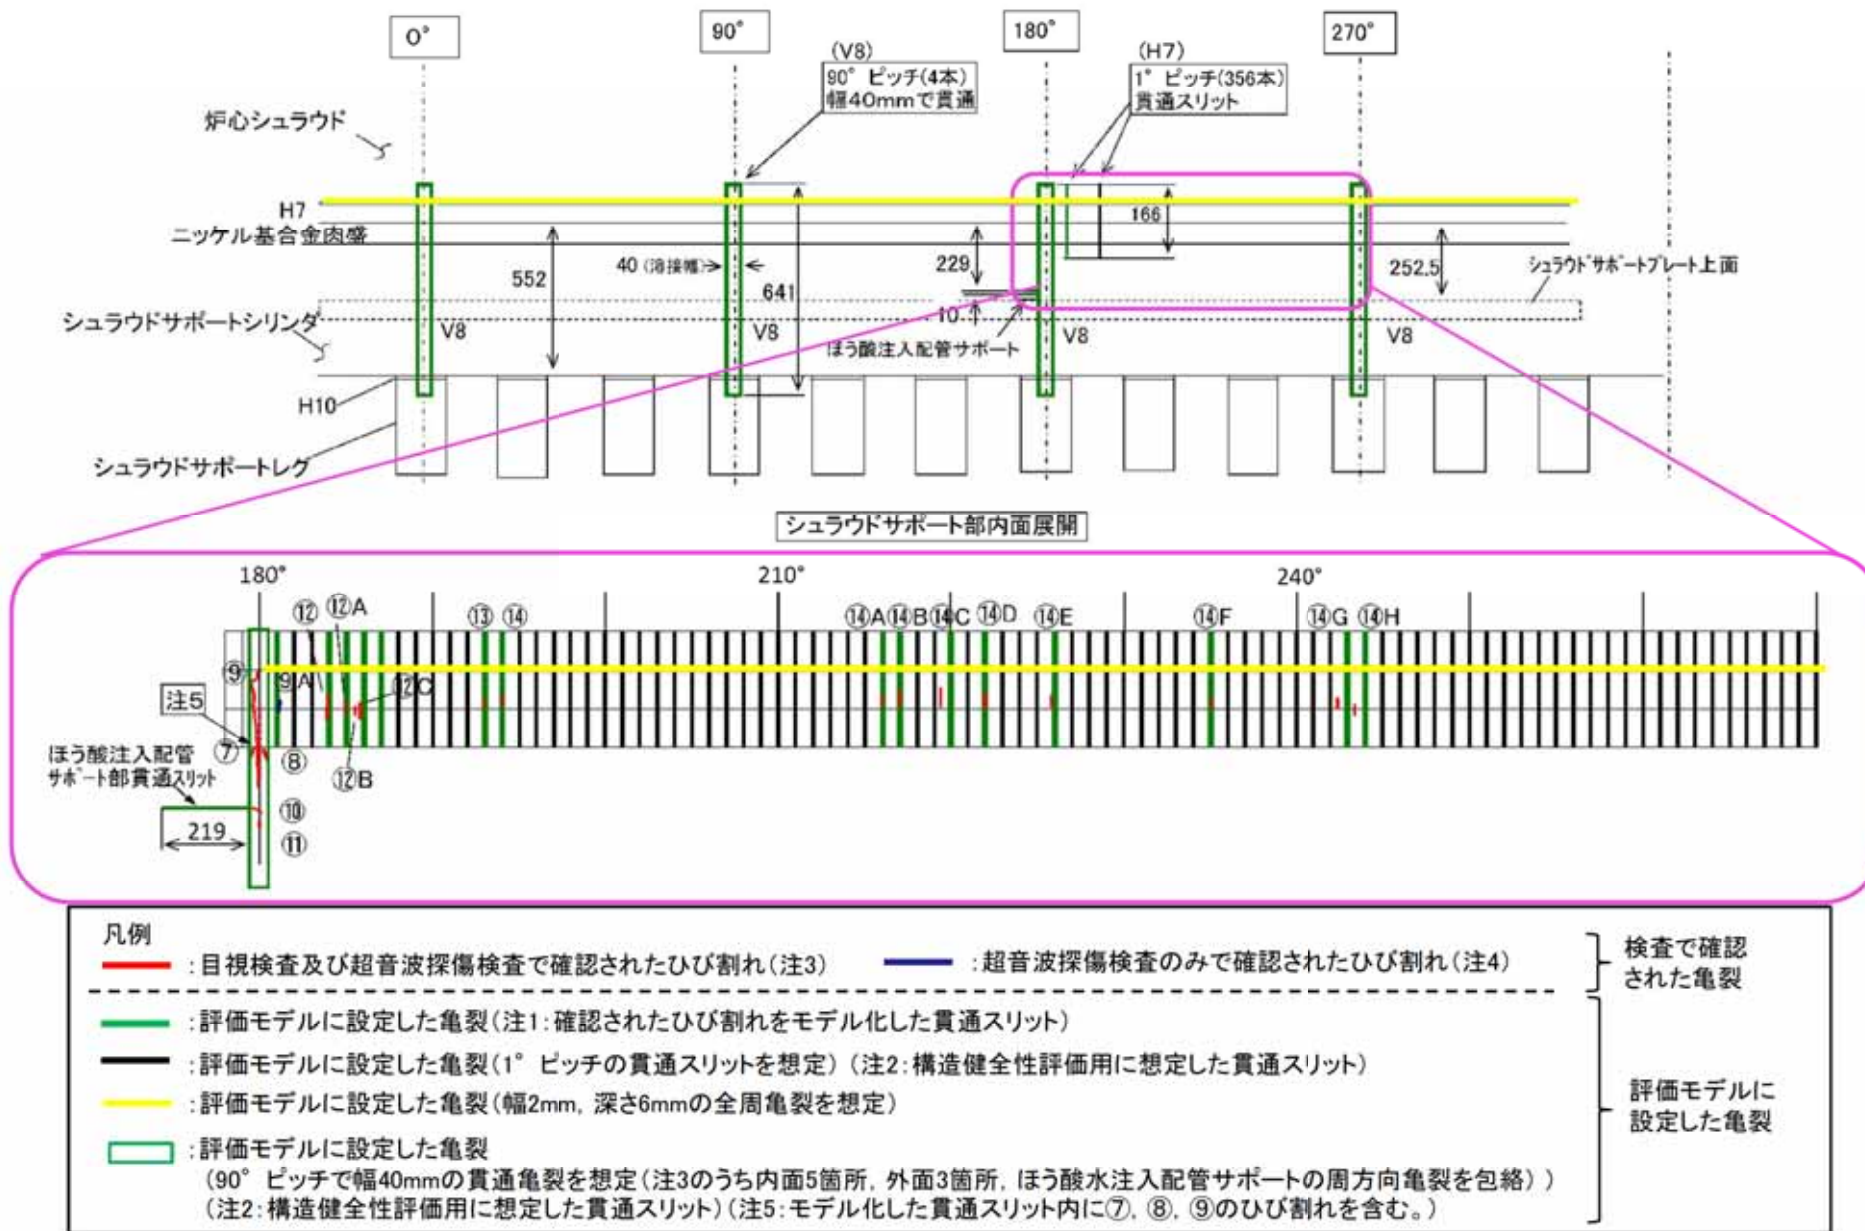 0°
90°
180°
270°
(V8)
90° ピッチ(4本)
幅40mmで貫通
(H7)
1° ピッチ(356本)
貫通スリット
炉心シュラウド
H7
ニッケル基合金肉盛
166
552
40 (溶接幅)
641
229
252.5
シュラウドサポートプレート上面
10
シュラウドサポートシリンダ
V8
V8
V8
V8
ほう酸注入配管サポート
H10
シュラウドサポートレグ
シュラウドサポート部内面展開
180°
210°
240°
⑫
⑫A
⑬
⑭
⑭A
⑭B
⑭C
⑭D
⑭E
⑭F
⑭G
⑭H
⑨
⑨A
⑫C
注5
⑦
⑧
⑫B
ほう酸注入配管
サポート部貫通スリット
⑩
219
⑪
凡例
:目視検査及び超音波探傷検査で確認されたひび割れ(注3)
:超音波探傷検査のみで確認されたひび割れ(注4)
検査で確認
された亀裂
:評価モデルに設定した亀裂(注1:確認されたひび割れをモデル化した貫通スリット)
:評価モデルに設定した亀裂(1° ピッチの貫通スリットを想定) (注2:構造健全性評価用に想定した貫通スリット)
:評価モデルに設定した亀裂(幅2mm, 深さ6mmの全周亀裂を想定)
評価モデルに
設定した亀裂
:評価モデルに設定した亀裂
(90° ピッチで幅40mmの貫通亀裂を想定(注3のうち内面5箇所, 外面3箇所, ほう酸水注入配管サポートの周方向亀裂を包絡) )
(注2:構造健全性評価用に想定した貫通スリット)(注5:モデル化した貫通スリット内に⑦, ⑧, ⑨のひび割れを含む。)